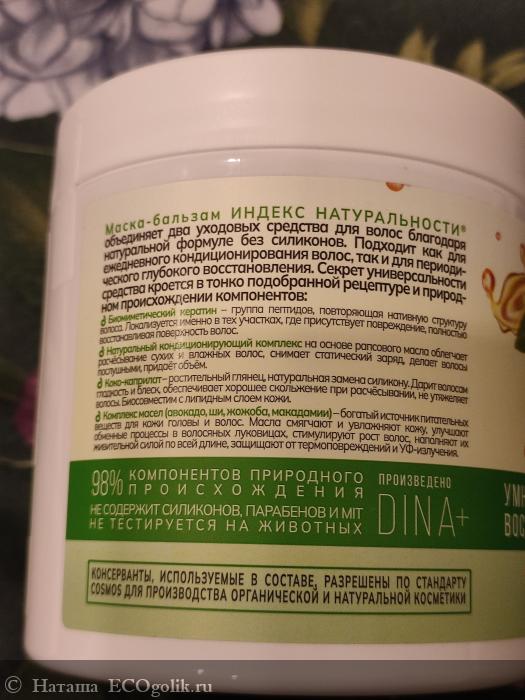 Маска-бальзам ИНДЕКС НАТУРАЛЬНОСТИ®
объединяет два уходовых средства для волос благодаря
натуральной формуле без силиконов. Подходит как для
ежедневного кондиционирования волос, так и для периоди-
ческого глубокого восстановления. Секрет универсальности
средства кроется в тонко подобранной рецептуре и природ-
ном происхождении компонентов:
Биомиметический кератин – группа пептидов, повторяющая нативную структуру
волоса. Локализуется именно в тех участках, где присутствует повреждение, полностью
восстанавливая поверхность волос.
Натуральный кондиционирующий комплекс на основе рапсового масла облегчает
расчёсывание сухих и влажных волос, снимает статический заряд, делает волосы
послушными, придаёт объём.
Коко-каприлат – растительный глянец, натуральная замена силикону. Дарит волосам
гладкость и блеск, обеспечивает хорошее скольжение при расчёсывании, не утяжеляет
волосы. Биосовместим с липидным слоем кожи.
Комплекс масел (авокадо, ши, жожоба, макадамии) – богатый источник питательных
веществ для кожи головы и волос. Масла смягчают и увлажняют кожу, улучшают
обменные процессы в волосяных луковицах, стимулируют рост волос, наполняют их
живительной силой по всей длине, защищают от термоповреждений и УФ-излучения.
98% КОМПОНЕНТОВ ПРИРОДНОГО
ПРОИСХОЖДЕНИЯ
НЕ СОДЕРЖИТ СИЛИКОНОВ, ПАРАБЕНОВ И MIT
НЕ ТЕСТИРУЕТСЯ НА ЖИВОТНЫХ
ПРОИЗВЕДЕНО
DINA+
КОНСЕРВАНТЫ, ИСПОЛЬЗУЕМЫЕ В СОСТАВЕ, РАЗРЕШЕНЫ ПО СТАНДАРТУ
COSMOS ДЛЯ ПРОИЗВОДСТВА ОРГАНИЧЕСКОЙ И НАТУРАЛЬНОЙ КОСМЕТИКИ
© Наташа ECOgolik.ru